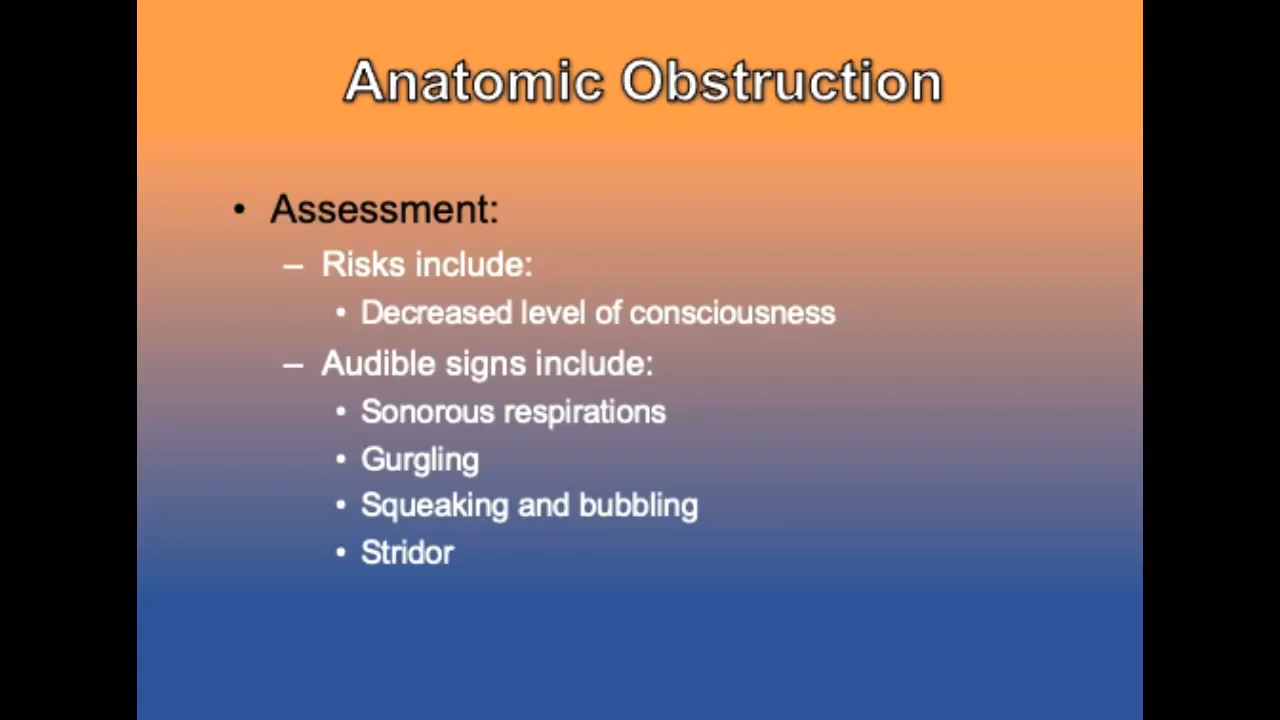 Anatomic Obstruction
• Assessment:
– Risks include:
• Decreased level of consciousness
– Audible signs include:
• Sonorous respirations
• Gurgling
• Squeaking and bubbling
• Stridor